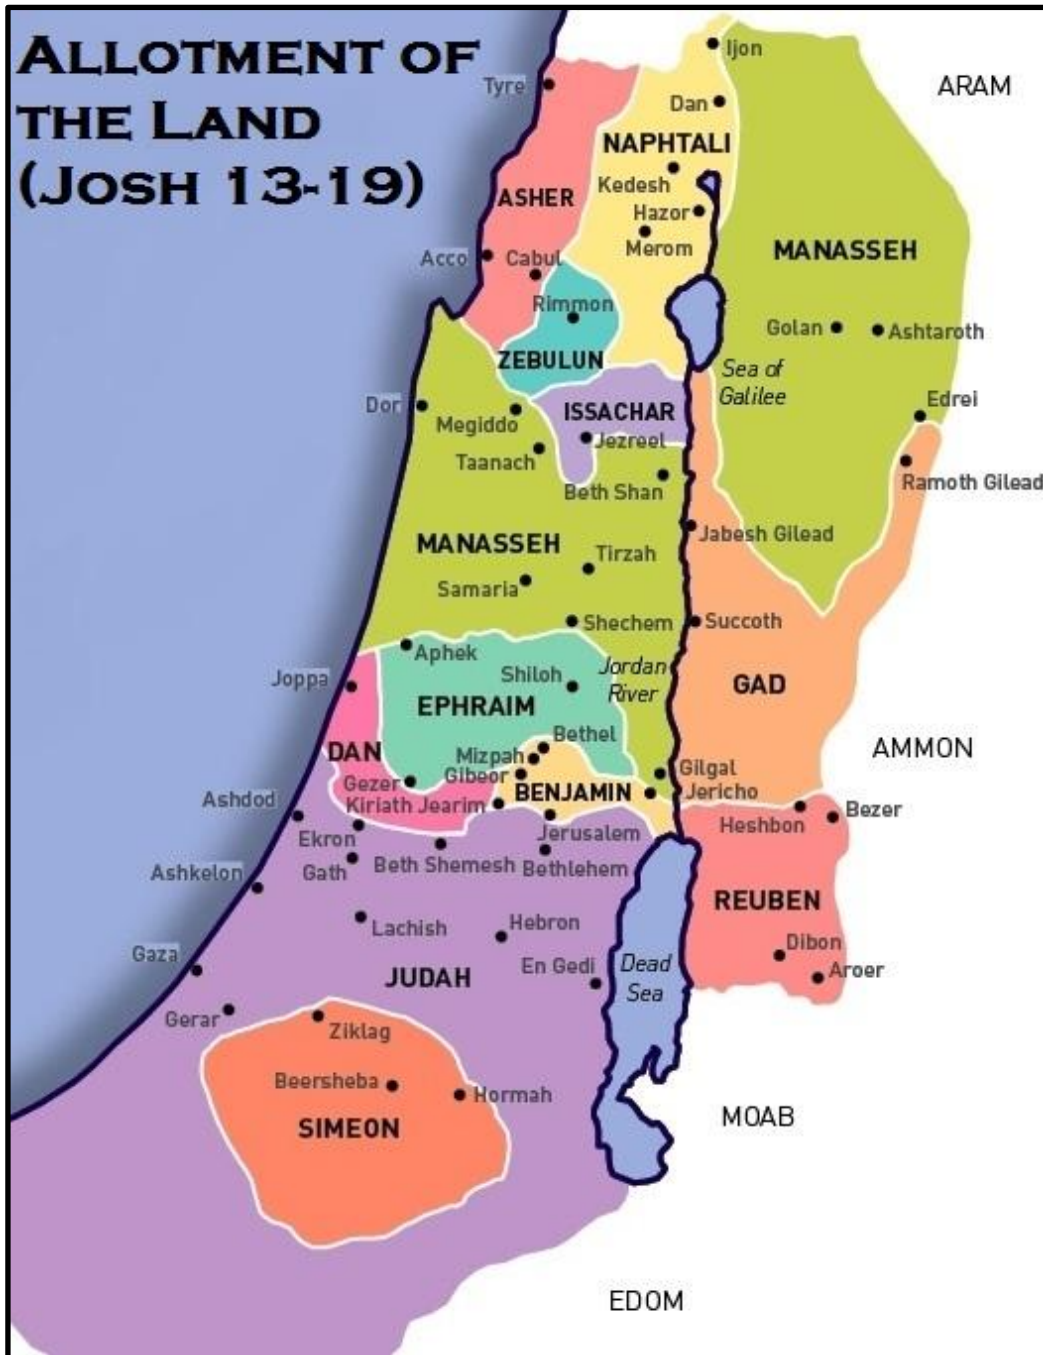 ALLOTMENT OF
THE LAND
(JOSH 13-19)
Ijon
ARAM
Tyre
Dan
NAPHTALI
Kedesh
ASHER
Hazor
Merom
MANASSEH
Acco
Cabul
Rimmon
Golan
Ashtaroth
ZEBULUN
Sea of
Galilee
Dor
Megiddo
ISSACHAR
Edrei
Jezreel
Taanach
Beth Shan
Ramoth Gilead
Jabesh Gilead
MANASSEH
Tirzah
Samaria
Shechem
Succoth
Aphek
Joppa
Shiloh
Jordan
River
GAD
EPHRAIM
DAN
Bethel
Mizpah
AMMON
Gibeor
Gilgal
Gezer
BENJAMIN
Jericho
Kiriath Jearim
Ashdod
Heshbon
Bezer
Ekron
Jerusalem
Gath
Beth Shemesh
Bethlehem
Ashkelon
REUBEN
Lachish
Hebron
Dibon
Gaza
JUDAH
En Gedi
Dead
Sea
Aroer
Gerar
Ziklag
Beersheba
Hormah
SIMEON
MOAB
EDOM